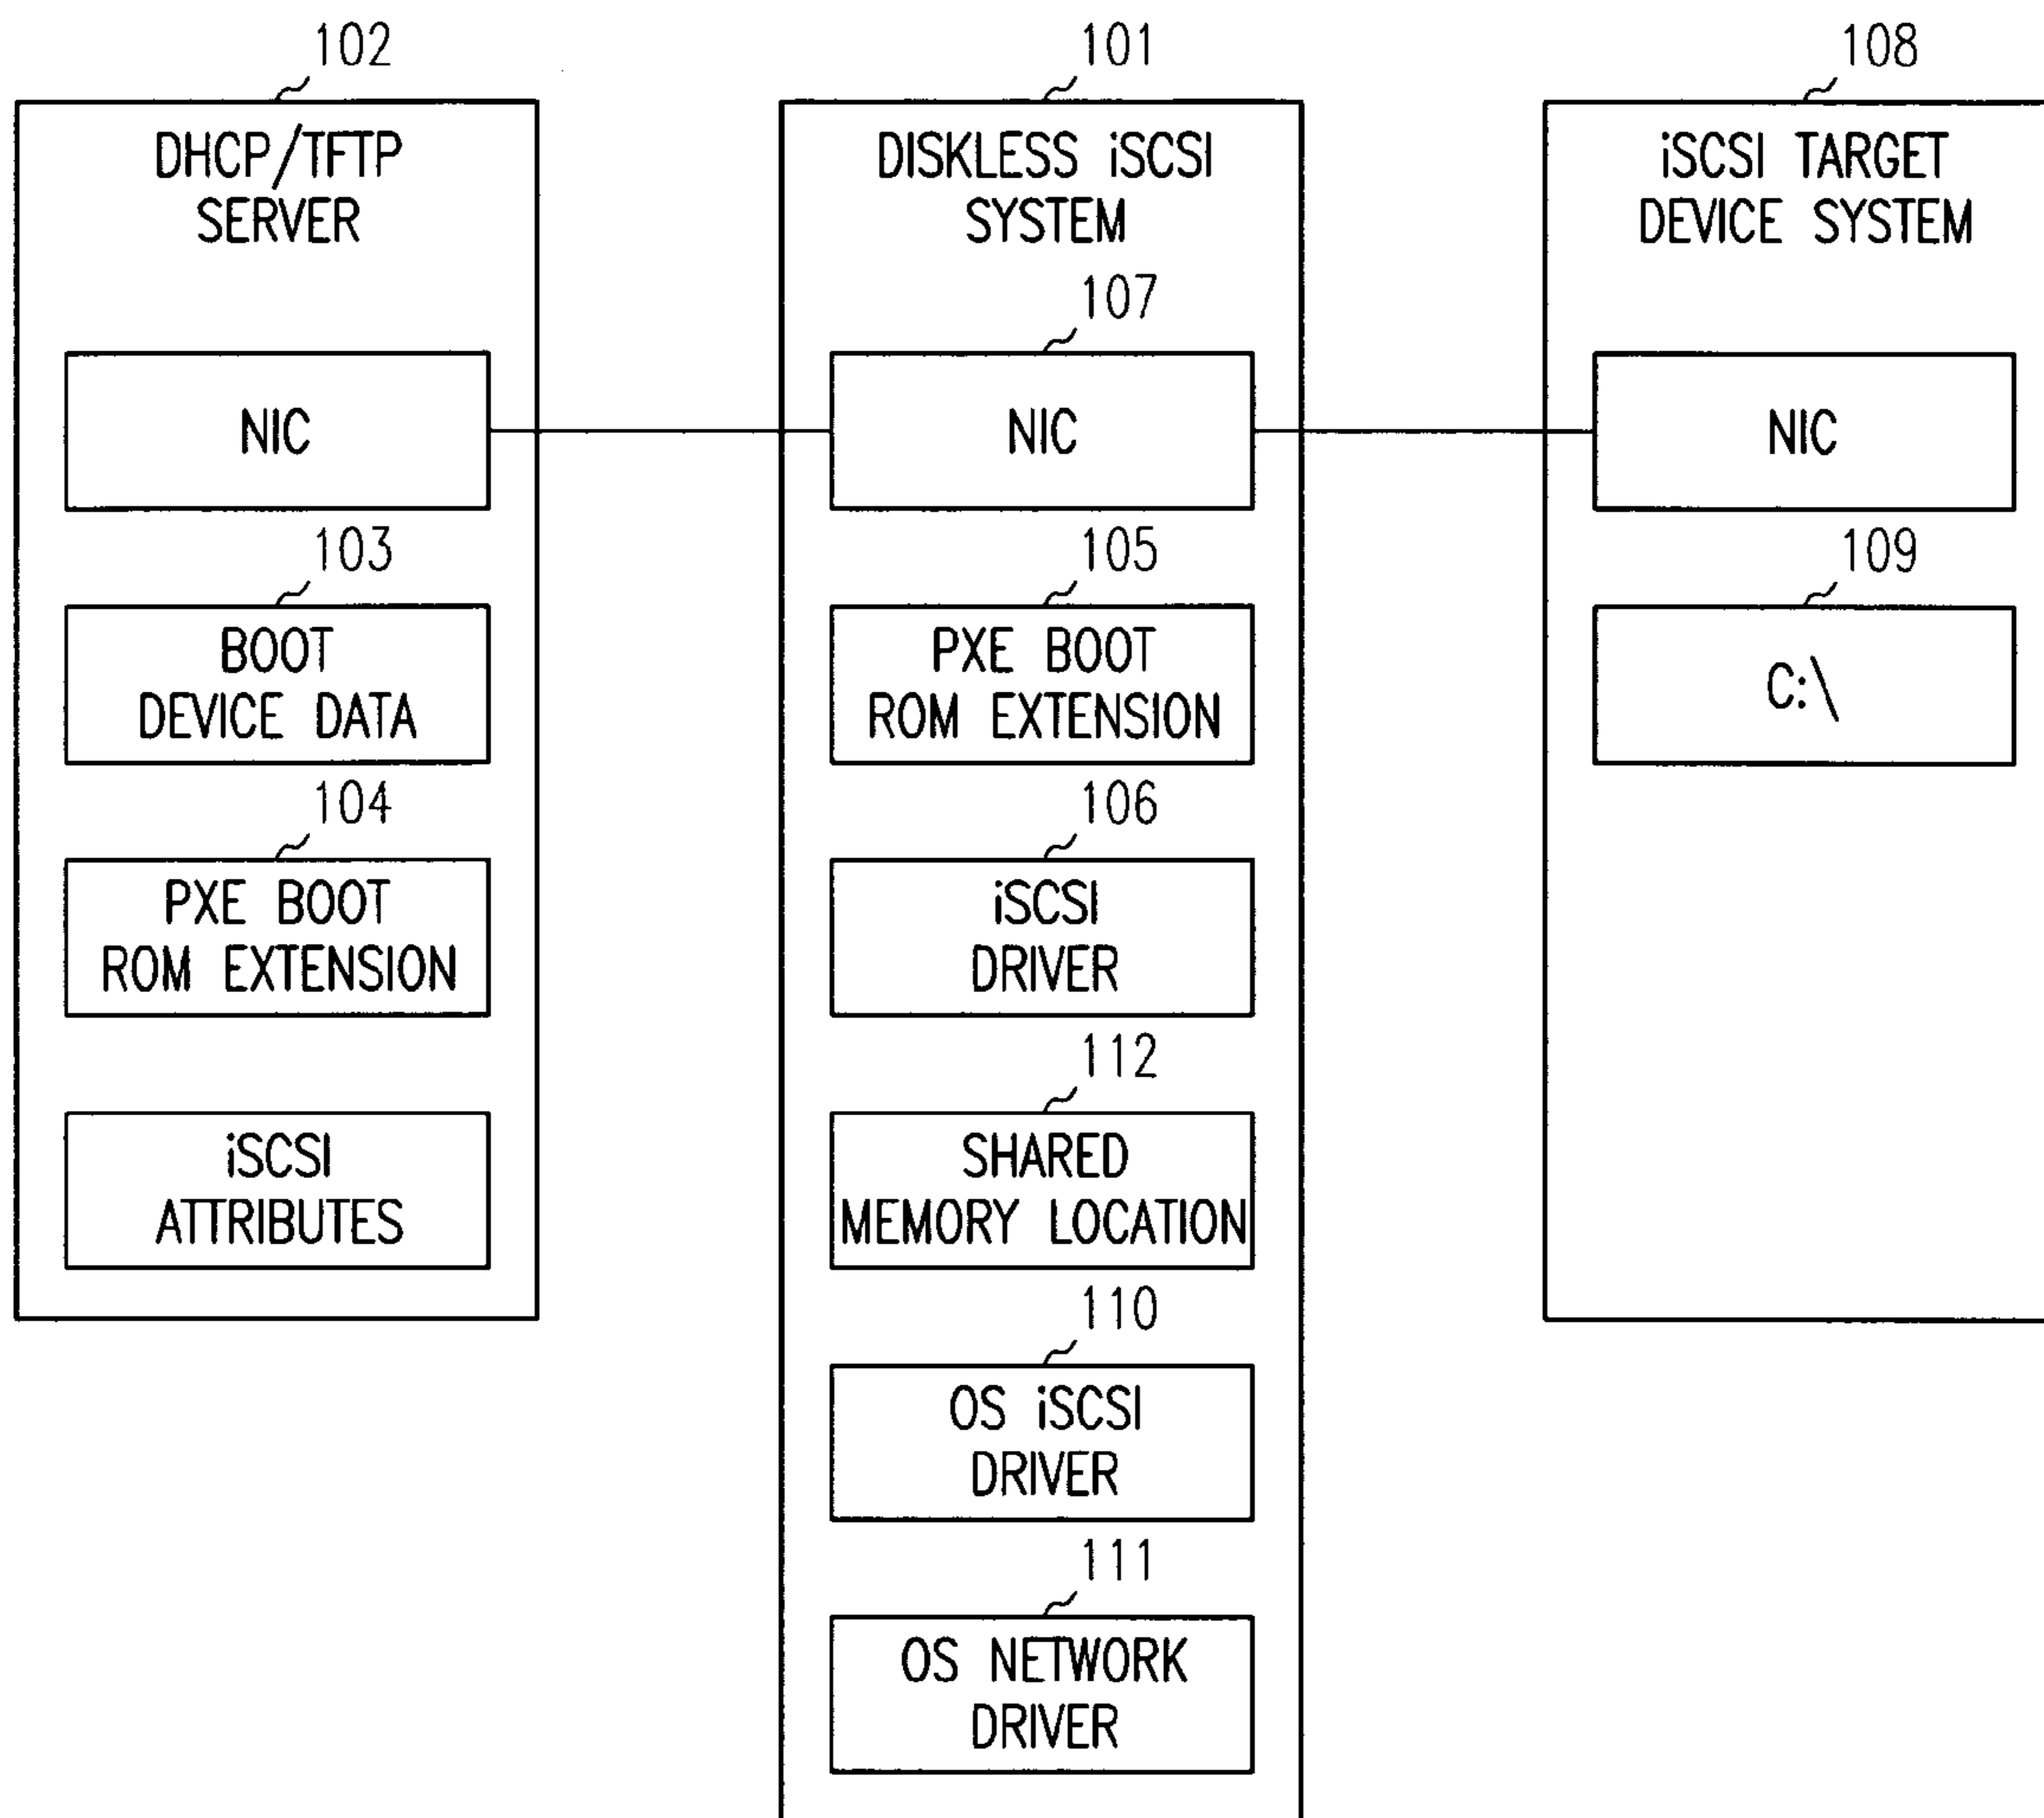 102
DHCP/TFTP
SERVER
NIC
103
BOOT
DEVICE DATA
104
PXE BOOT
ROM EXTENSION
iSCSI
ATTRIBUTES
101
DISKLESS iSCSI
SYSTEM
107
NIC
105
PXE BOOT
ROM EXTENSION
106
iSCSI
DRIVER
112
SHARED
MEMORY LOCATION
110
OS iSCSI
DRIVER
111
OS NETWORK
DRIVER
108
iSCSI TARGET
DEVICE SYSTEM
NIC
109
C:\